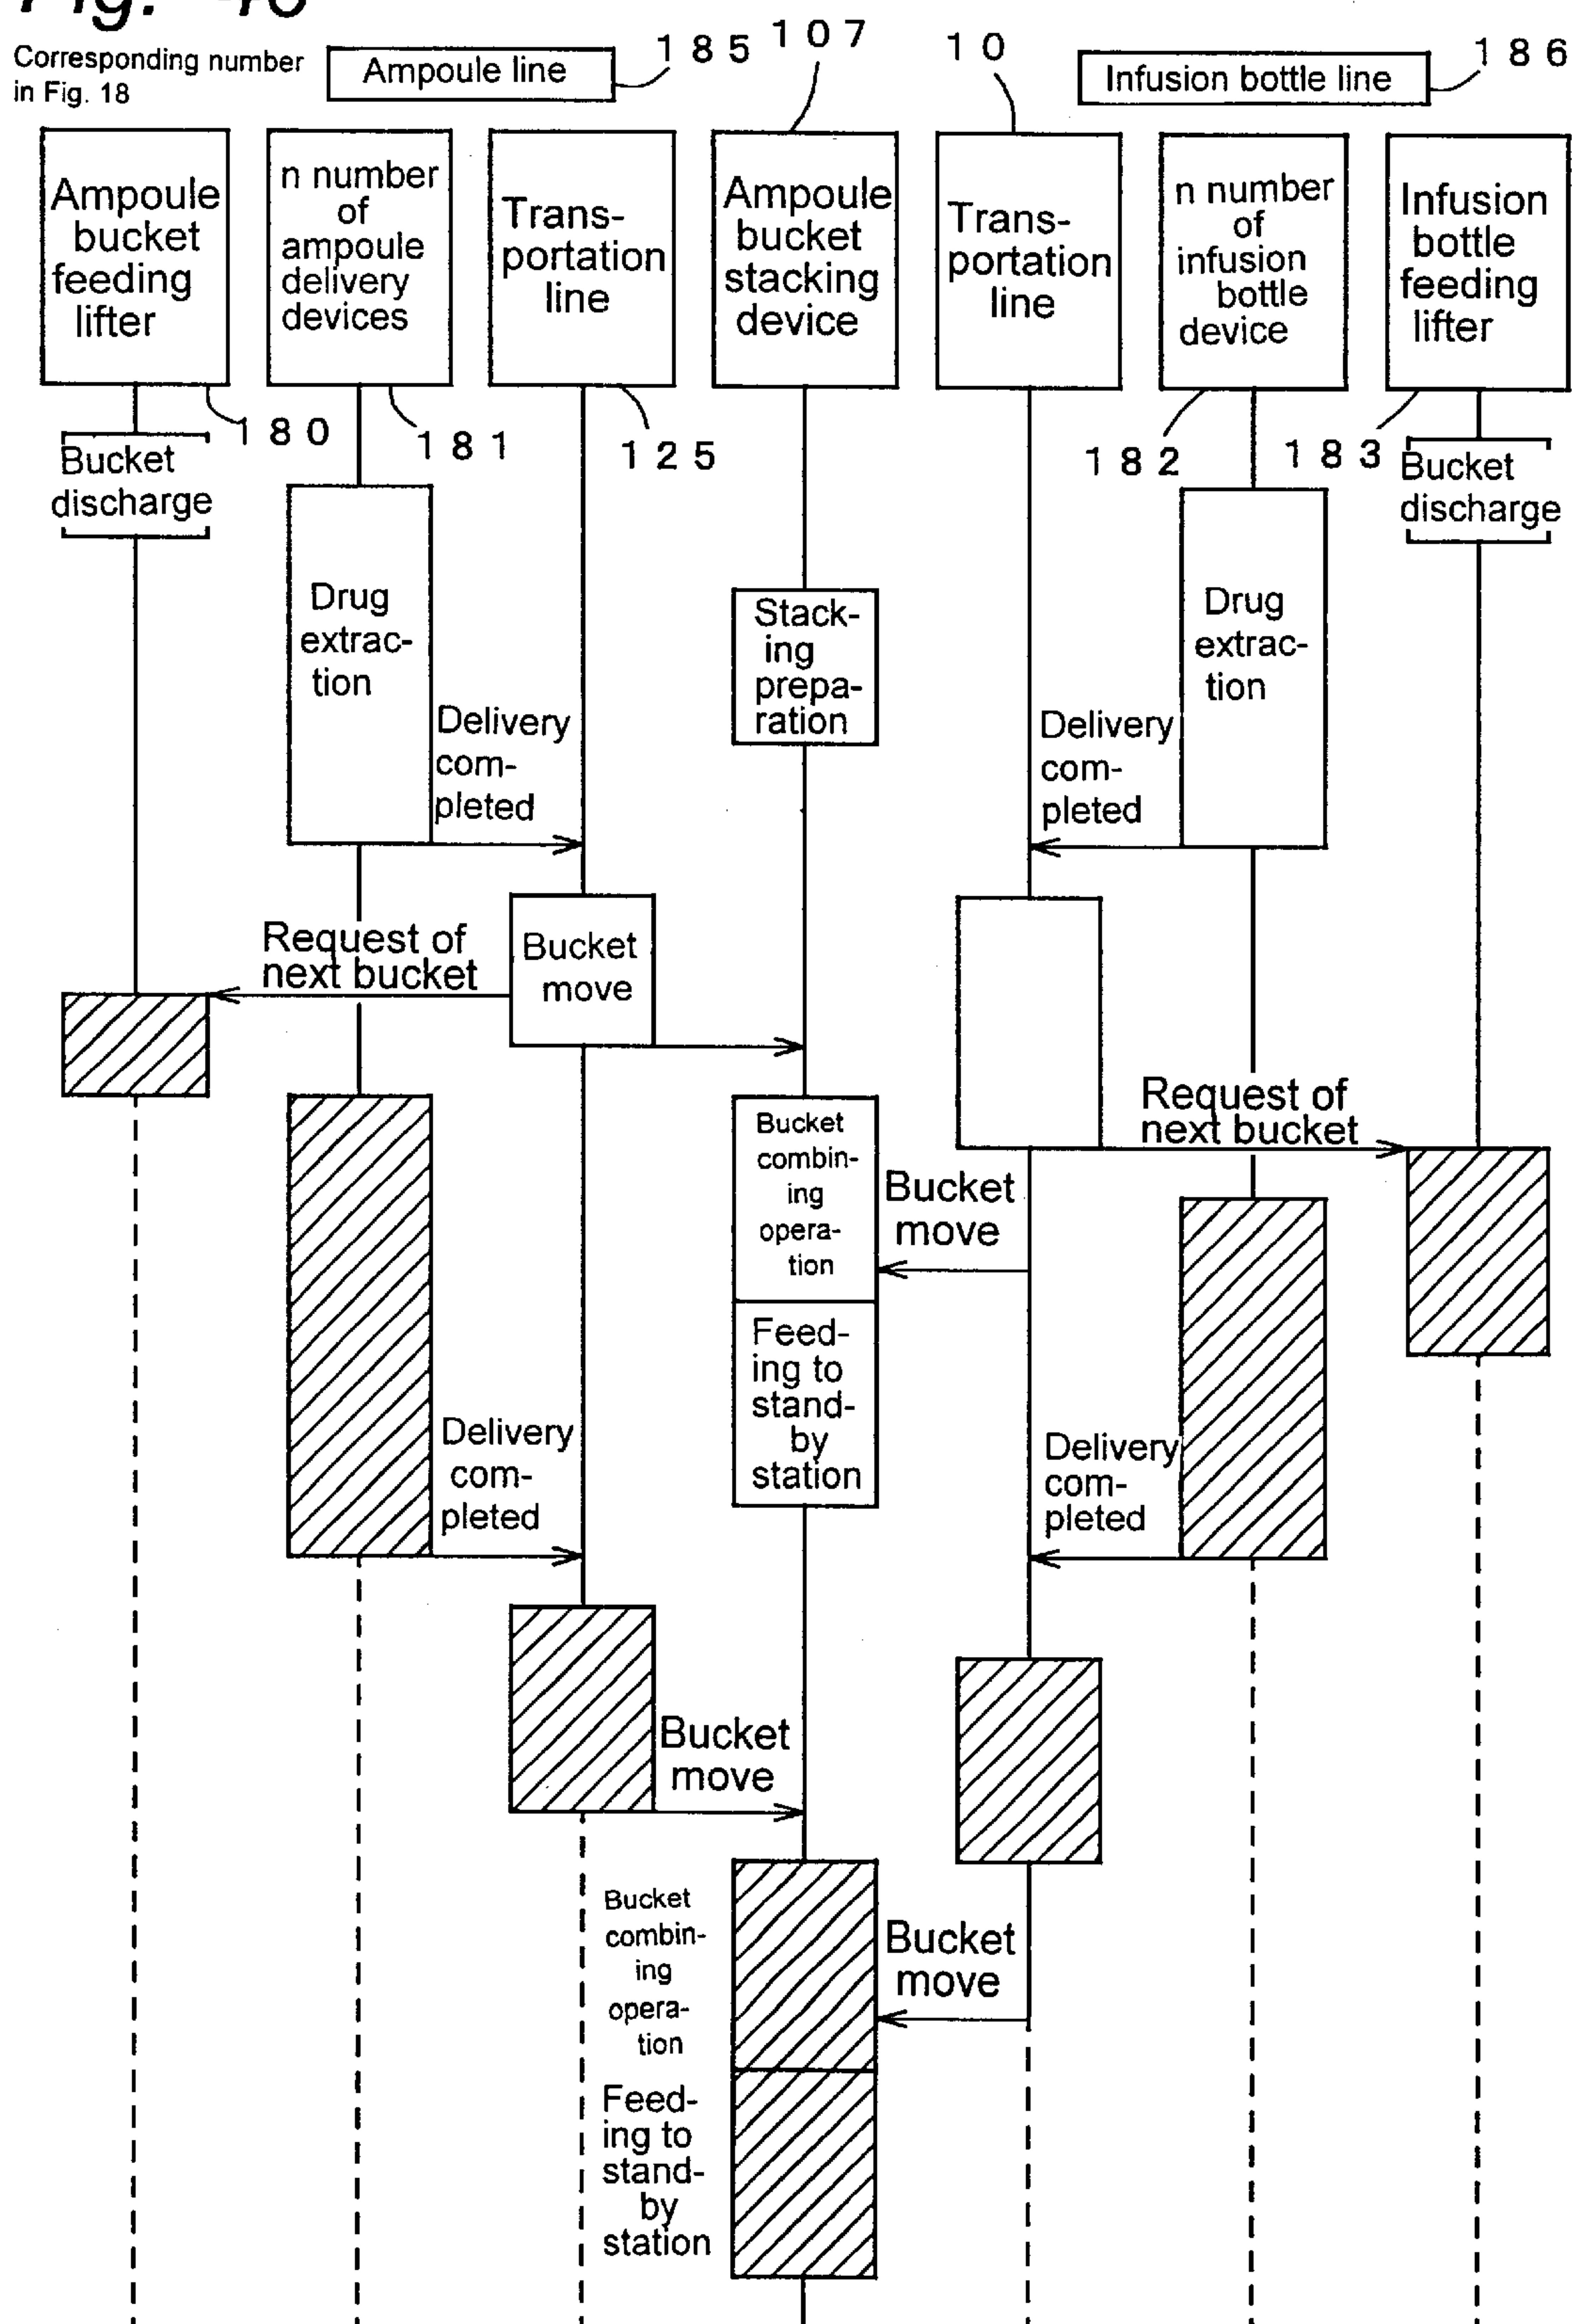 Fig.
Corresponding number
in Fig. 18
Ampoule line
185
107
10
Infusion bottle line
186
Ampoule
bucket
feeding
lifter
n number
of
ampoule
delivery
devices
Trans-
portation
line
Ampoule
bucket
stacking
device
Trans-
portation
line
n number
of
infusion
bottle
device
Infusion
bottle
feeding
lifter
180
181
125
182
183
Bucket
discharge
Bucket
discharge
Drug
extrac-
tion
Stack-
ing
prepa-
ration
Drug
extrac-
tion
Delivery
com-
pleted
Delivery
com-
pleted
Request of
next bucket
Bucket
move
Request of
next bucket
Bucket
combin-
ing
opera-
tion
Bucket
move
Feed-
ing to
stand-
by
station
Delivery
com-
pleted
Delivery
com-
pleted
Bucket
move
Bucket
combin-
ing
opera-
tion
Bucket
move
Feed-
ing to
stand-
by
station